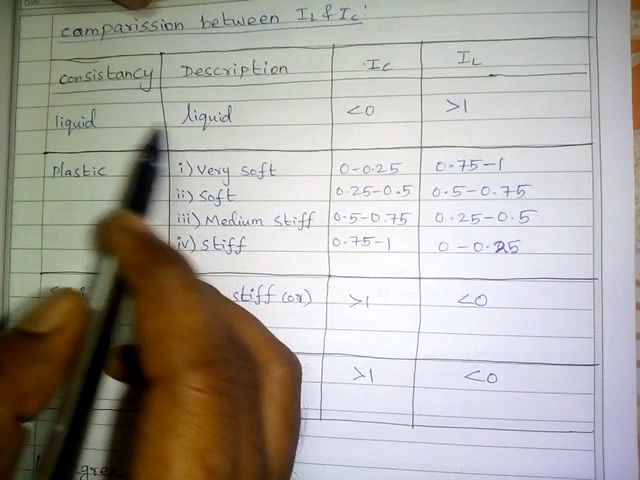 comparission between IL & Ic:
consistancy Description Ic IL
liquid liquid <0 >1
plastic i) Very soft 0-0.25 0.75-1
ii) Soft 0.25-0.5 0.5-0.75
iii) Medium stiff 0.5-0.75 0.25-0.5
iv) stiff 0.75-1 0-0.25
stiff (or) >1 <0
>1 <0